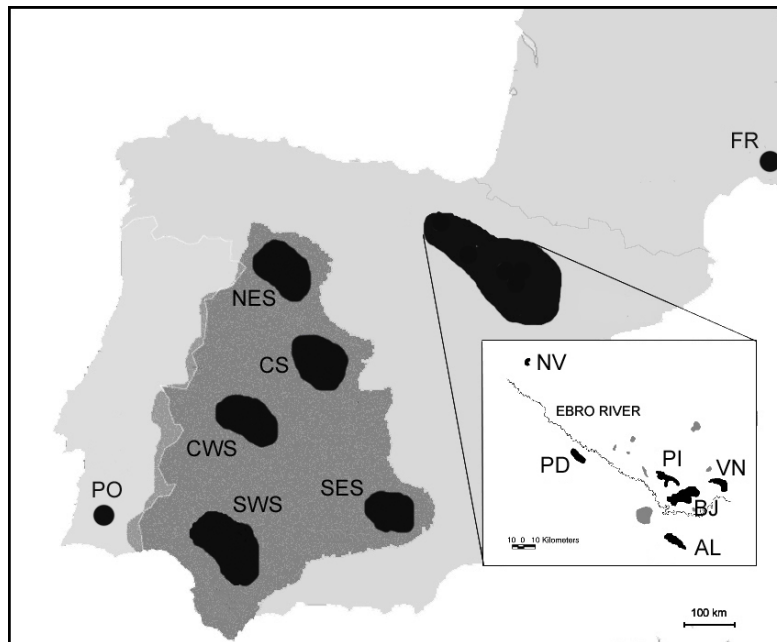 FR
NES
CS
CWS
PO
SWS
SES
NV
EBRO RIVER
PD
PI
VN
BJ
AL
10 0 10 Kilometers
100 km